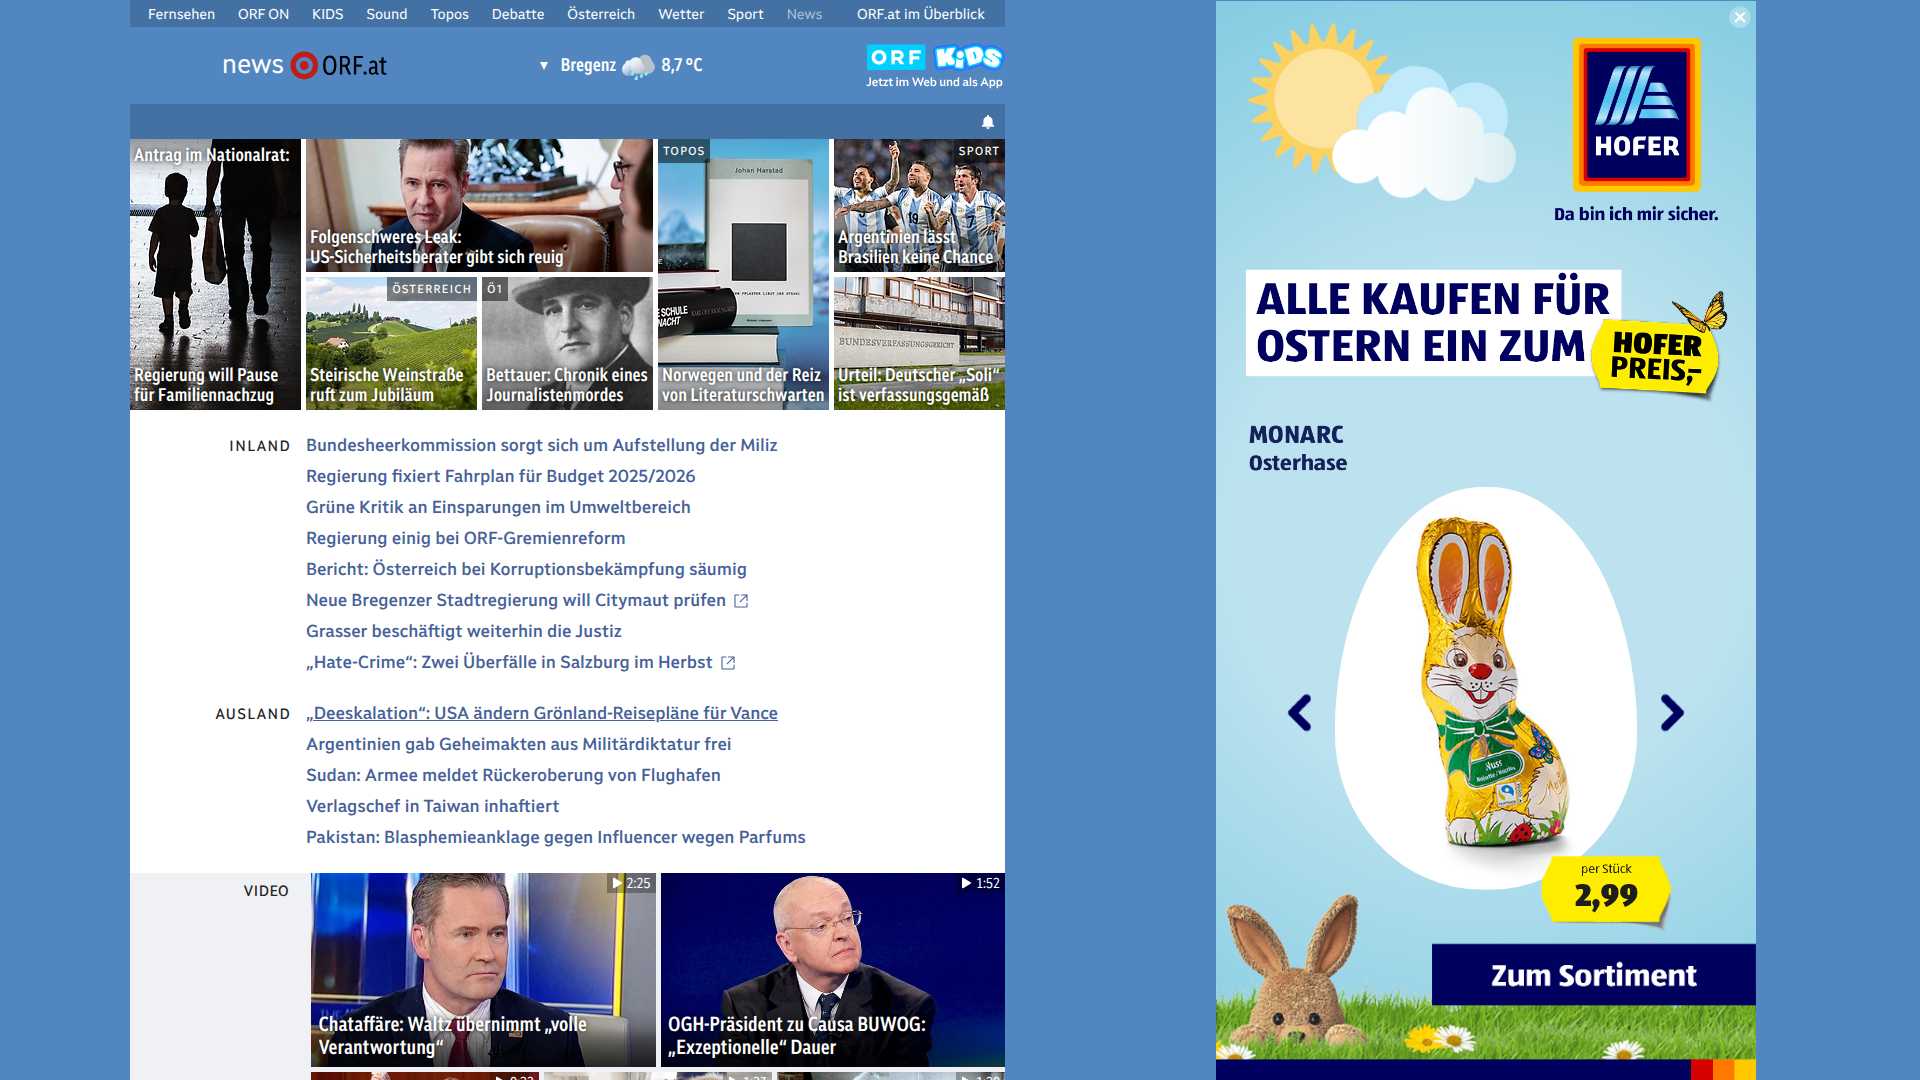 Fernsehen ORF ON KIDS Sound Topos Debatte Österreich Wetter Sport News ORF.at im Überblick
news ORF.at
Bregenz 8,7 °C
ORF KiDS
Jetzt im Web und als App
Antrag im Nationalrat:
Regierung will Pause
für Familiennachzug
Folgenschweres Leak:
US-Sicherheitsberater gibt sich reuig
ÖSTERREICH
Steirische Weinstraße
ruft zum Jubiläum
Ö1
Bettauer: Chronik eines
Journalistenmordes
TOPOS
Johan Harstad
Norwegen und der Reiz
von Literaturschwarten
SPORT
Argentinien lässt
Brasilien keine Chance
BUNDESVERFASSUNGSGERICHT
Urteil: Deutscher „Soli“
ist verfassungsgemäß
INLAND
Bundesheerkommission sorgt sich um Aufstellung der Miliz
Regierung fixiert Fahrplan für Budget 2025/2026
Grüne Kritik an Einsparungen im Umweltbereich
Regierung einig bei ORF-Gremienreform
Bericht: Österreich bei Korruptionsbekämpfung säumig
Neue Bregenzer Stadtregierung will Citymaut prüfen
Grasser beschäftigt weiterhin die Justiz
„Hate-Crime“: Zwei Überfälle in Salzburg im Herbst
AUSLAND
„Deeskalation“: USA ändern Grönland-Reisepläne für Vance
Argentinien gab Geheimakten aus Militärdiktatur frei
Sudan: Armee meldet Rückeroberung von Flughafen
Verlagschef in Taiwan inhaftiert
Pakistan: Blasphemieanklage gegen Influencer wegen Parfums
VIDEO
2:25
Chataffäre: Waltz übernimmt „volle
Verantwortung“
1:52
OGH-Präsident zu Causa BUWOG:
„Exzeptionelle“ Dauer
HOFER
Da bin ich mir sicher.
ALLE KAUFEN FÜR
OSTERN EIN ZUM
HOFER
PREIS,-
MONARC
Osterhase
Nuss
per Stück
2,99
Zum Sortiment